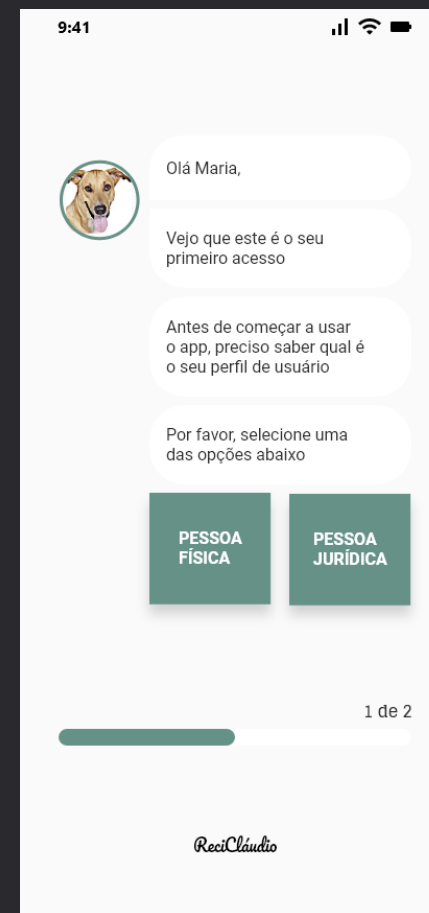 9:41
Olá Maria,
Vejo que este é o seu
primeiro acesso
Antes de começar a usar
o app, preciso saber qual é
o seu perfil de usuário
Por favor, selecione uma
das opções abaixo
PESSOA
FÍSICA
PESSOA
JURÍDICA
1 de 2
ReciCláudio